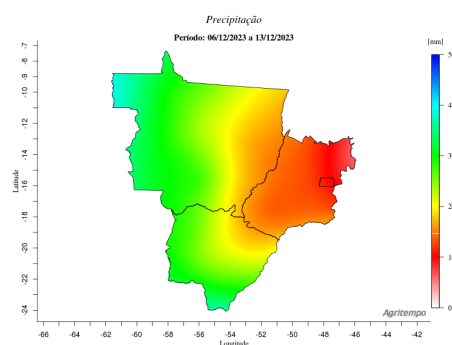 Precipitação
Período: 06/12/2023 a 13/12/2023
[mm]
-7
-8
-9
-10
-12
-14
-16
-18
-20
-22
-24
Latitude
5
4
3
2
1
0
Agritempo
-66 -64 -62 -60 -58 -56 -54 -52 -50 -48 -46 -44 -42
Longitude